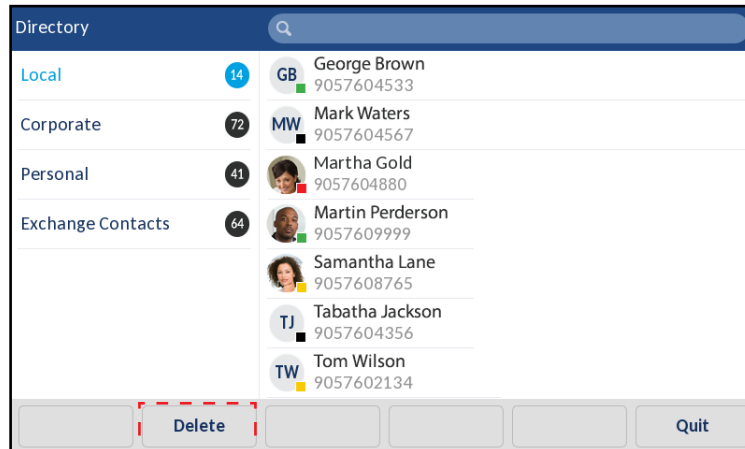 Directory
Local 14
Corporate 72
Personal 41
Exchange Contacts 64
GB George Brown
9057604533
MW Mark Waters
9057604567
Martha Gold
9057604880
Martin Perderson
9057609999
Samantha Lane
9057608765
TJ Tabatha Jackson
9057604356
TW Tom Wilson
9057602134
Delete Quit